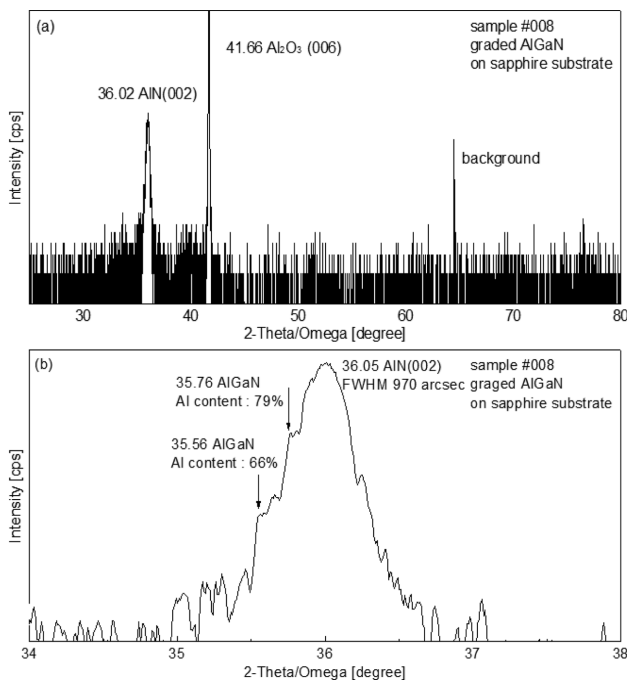 (a)
sample #008
graded AlGaN
on sapphire substrate
41.66 Al₂O₃ (006)
36.02 AlN(002)
background
Intensity [cps]
30 40 50 60 70 80
2-Theta/Omega [degree]
(b)
36.05 AlN(002)
FWHM 970 arcsec
sample #008
graged AlGaN
on sapphire substrate
35.76 AlGaN
Al content : 79%
35.56 AlGaN
Al content : 66%
Intensity [cps]
34 35 36 37 38
2-Theta/Omega [degree]